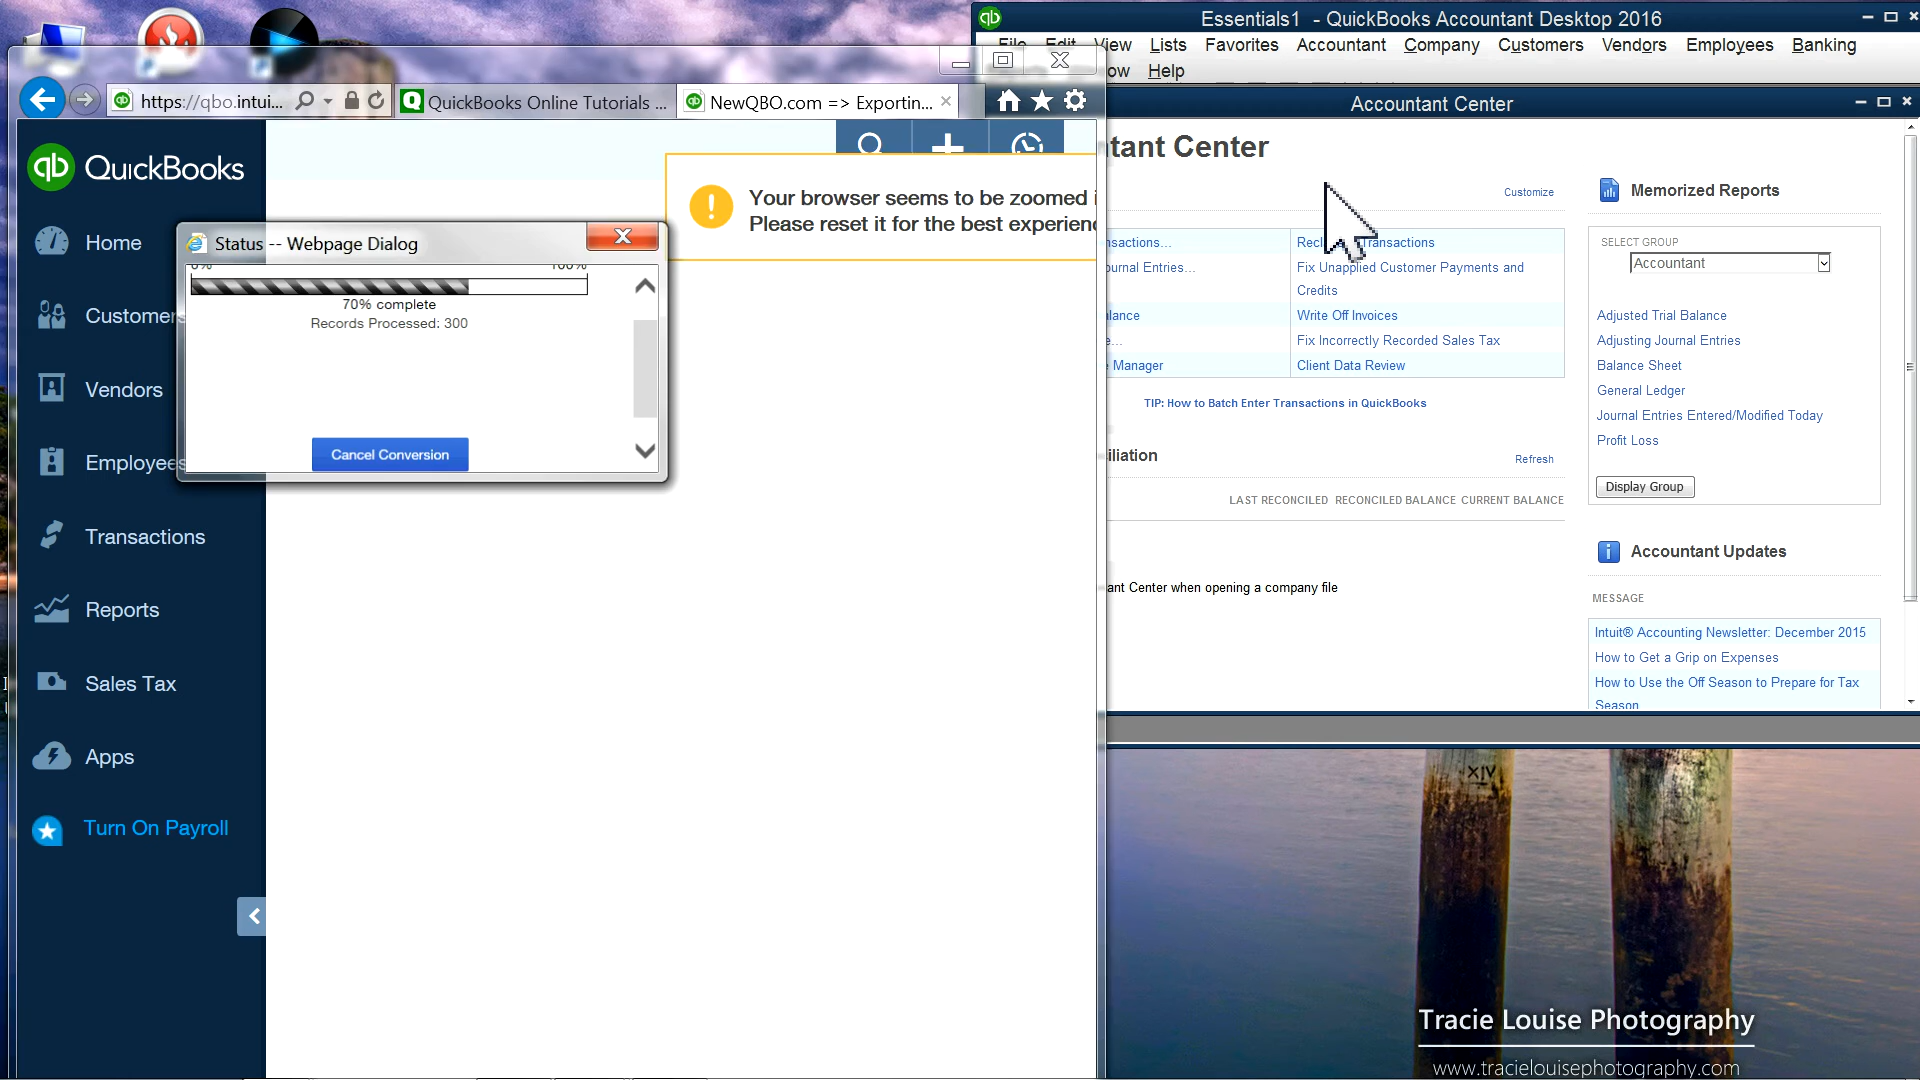 Essentials1 - QuickBooks Accountant Desktop 2016
File Edit View Lists Favorites Accountant Company Customers Vendors Employees Banking
ow Help
https://qbo.intui...
QuickBooks Online Tutorials ...
NewQBO.com => Exportin...
Accountant Center
QuickBooks
Home
Customers
Vendors
Employees
Transactions
Reports
Sales Tax
Apps
Turn On Payroll
Your browser seems to be zoomed i
Please reset it for the best experien
Status -- Webpage Dialog
0% 100%
70% complete
Records Processed: 300
Cancel Conversion
tant Center
Customize
nsactions...
ournal Entries...
lance
e...
Manager
Transactions
Fix Unapplied Customer Payments and
Credits
Write Off Invoices
Fix Incorrectly Recorded Sales Tax
Client Data Review
TIP: How to Batch Enter Transactions in QuickBooks
iliation
Refresh
LAST RECONCILED RECONCILED BALANCE CURRENT BALANCE
ant Center when opening a company file
Memorized Reports
SELECT GROUP
Accountant
Adjusted Trial Balance
Adjusting Journal Entries
Balance Sheet
General Ledger
Journal Entries Entered/Modified Today
Profit Loss
Display Group
Accountant Updates
MESSAGE
Intuit® Accounting Newsletter: December 2015
How to Get a Grip on Expenses
How to Use the Off Season to Prepare for Tax
Season
XIV
Tracie Louise Photography
www.tracielouisephotography.com